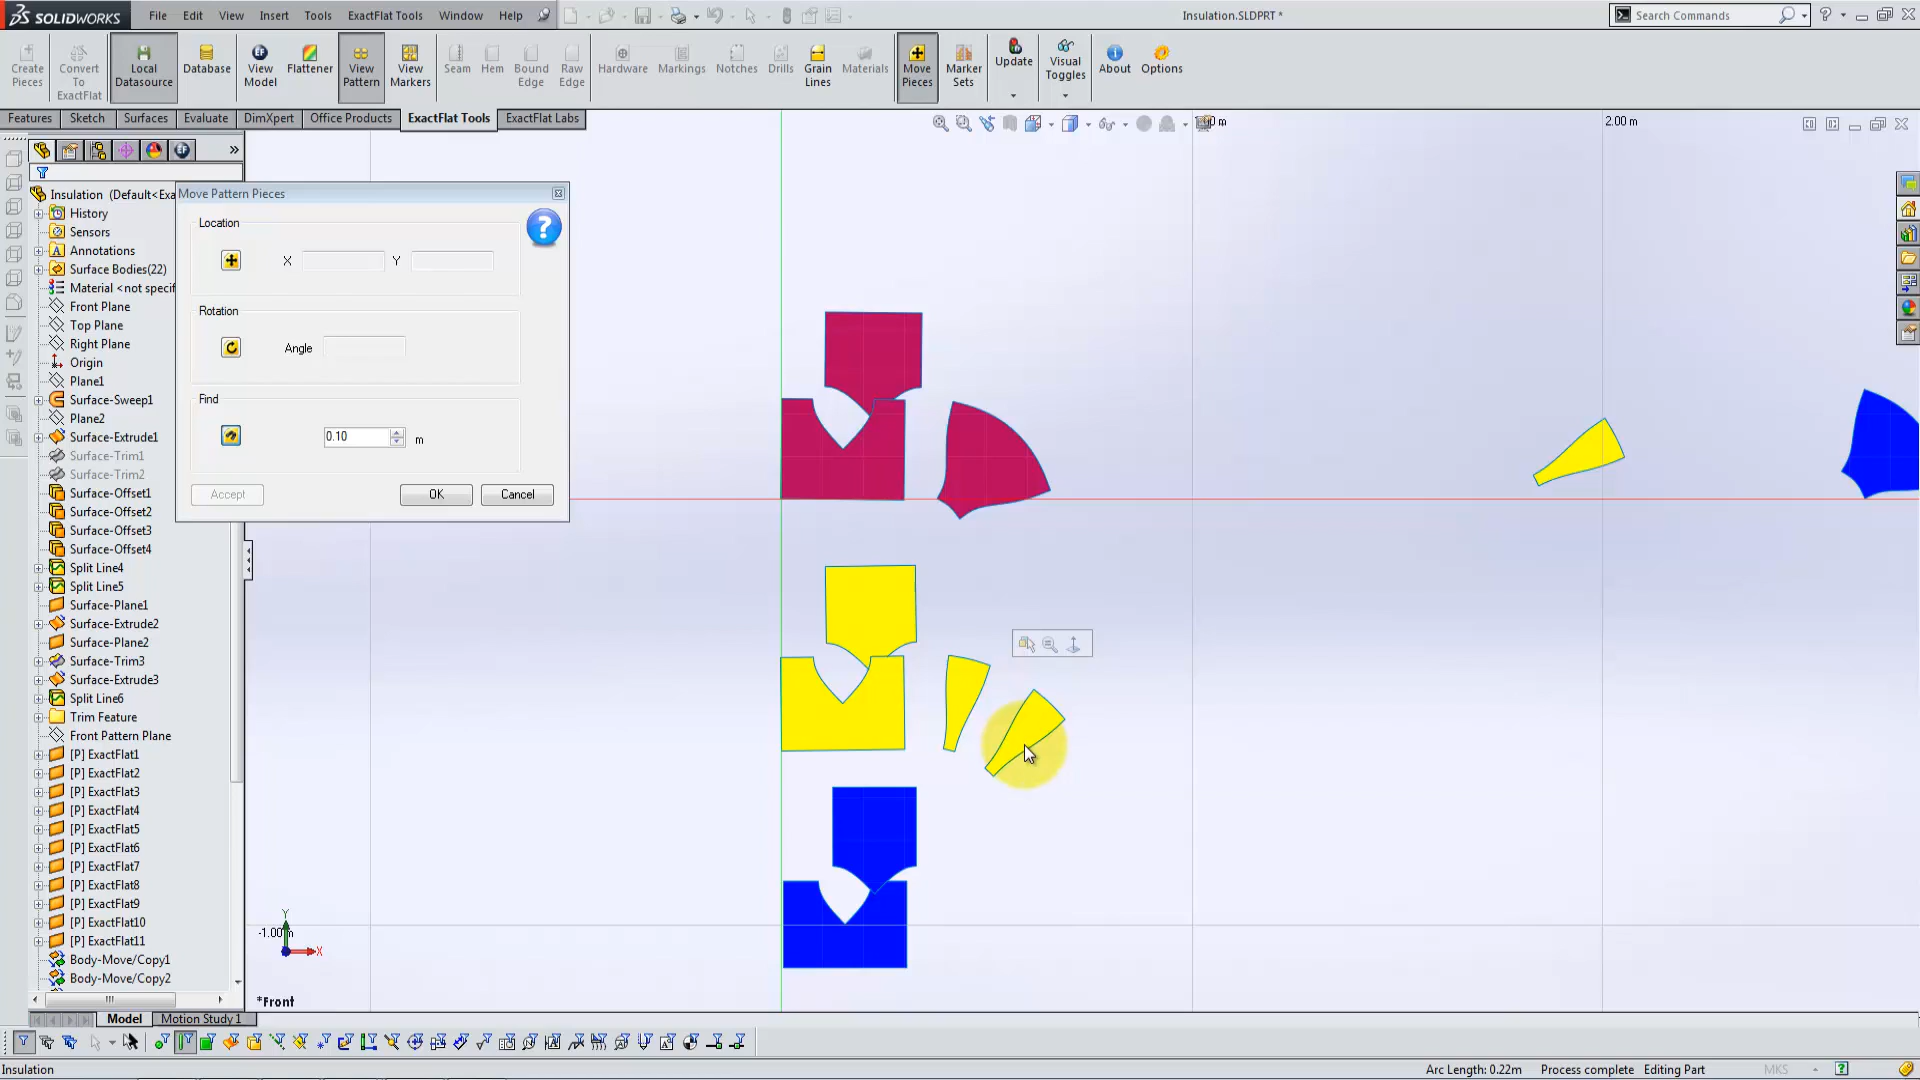 SOLIDWORKS File Edit View Insert Tools ExactFlat Tools Window Help Insulation.SLDPRT * Search Commands
Create Pieces
Convert To ExactFlat
Local Datasource
Database
View Model
Flattener
View Pattern
View Markers
Seam
Hem
Bound Edge
Raw Edge
Hardware
Markings
Notches
Drills
Grain Lines
Materials
Move Pieces
Marker Sets
Update
Visual Toggles
About
Options
Features Sketch Surfaces Evaluate DimXpert Office Products ExactFlat Tools ExactFlat Labs
2.00 m
Insulation (Default<Exa
History
Sensors
Annotations
Surface Bodies(22)
Material <not specif
Front Plane
Top Plane
Right Plane
Origin
Plane1
Surface-Sweep1
Plane2
Surface-Extrude1
Surface-Trim1
Surface-Trim2
Surface-Offset1
Surface-Offset2
Surface-Offset3
Surface-Offset4
Split Line4
Split Line5
Surface-Plane1
Surface-Extrude2
Surface-Plane2
Surface-Trim3
Surface-Extrude3
Split Line6
Trim Feature
Front Pattern Plane
[P] ExactFlat1
[P] ExactFlat2
[P] ExactFlat3
[P] ExactFlat4
[P] ExactFlat5
[P] ExactFlat6
[P] ExactFlat7
[P] ExactFlat8
[P] ExactFlat9
[P] ExactFlat10
[P] ExactFlat11
Body-Move/Copy1
Body-Move/Copy2
Move Pattern Pieces
Location
X Y
Rotation
Angle
Find
0.10 m
Accept OK Cancel
Y
-1.00
X
*Front
Model Motion Study 1
Insulation Arc Length: 0.22m Process complete Editing Part MKS